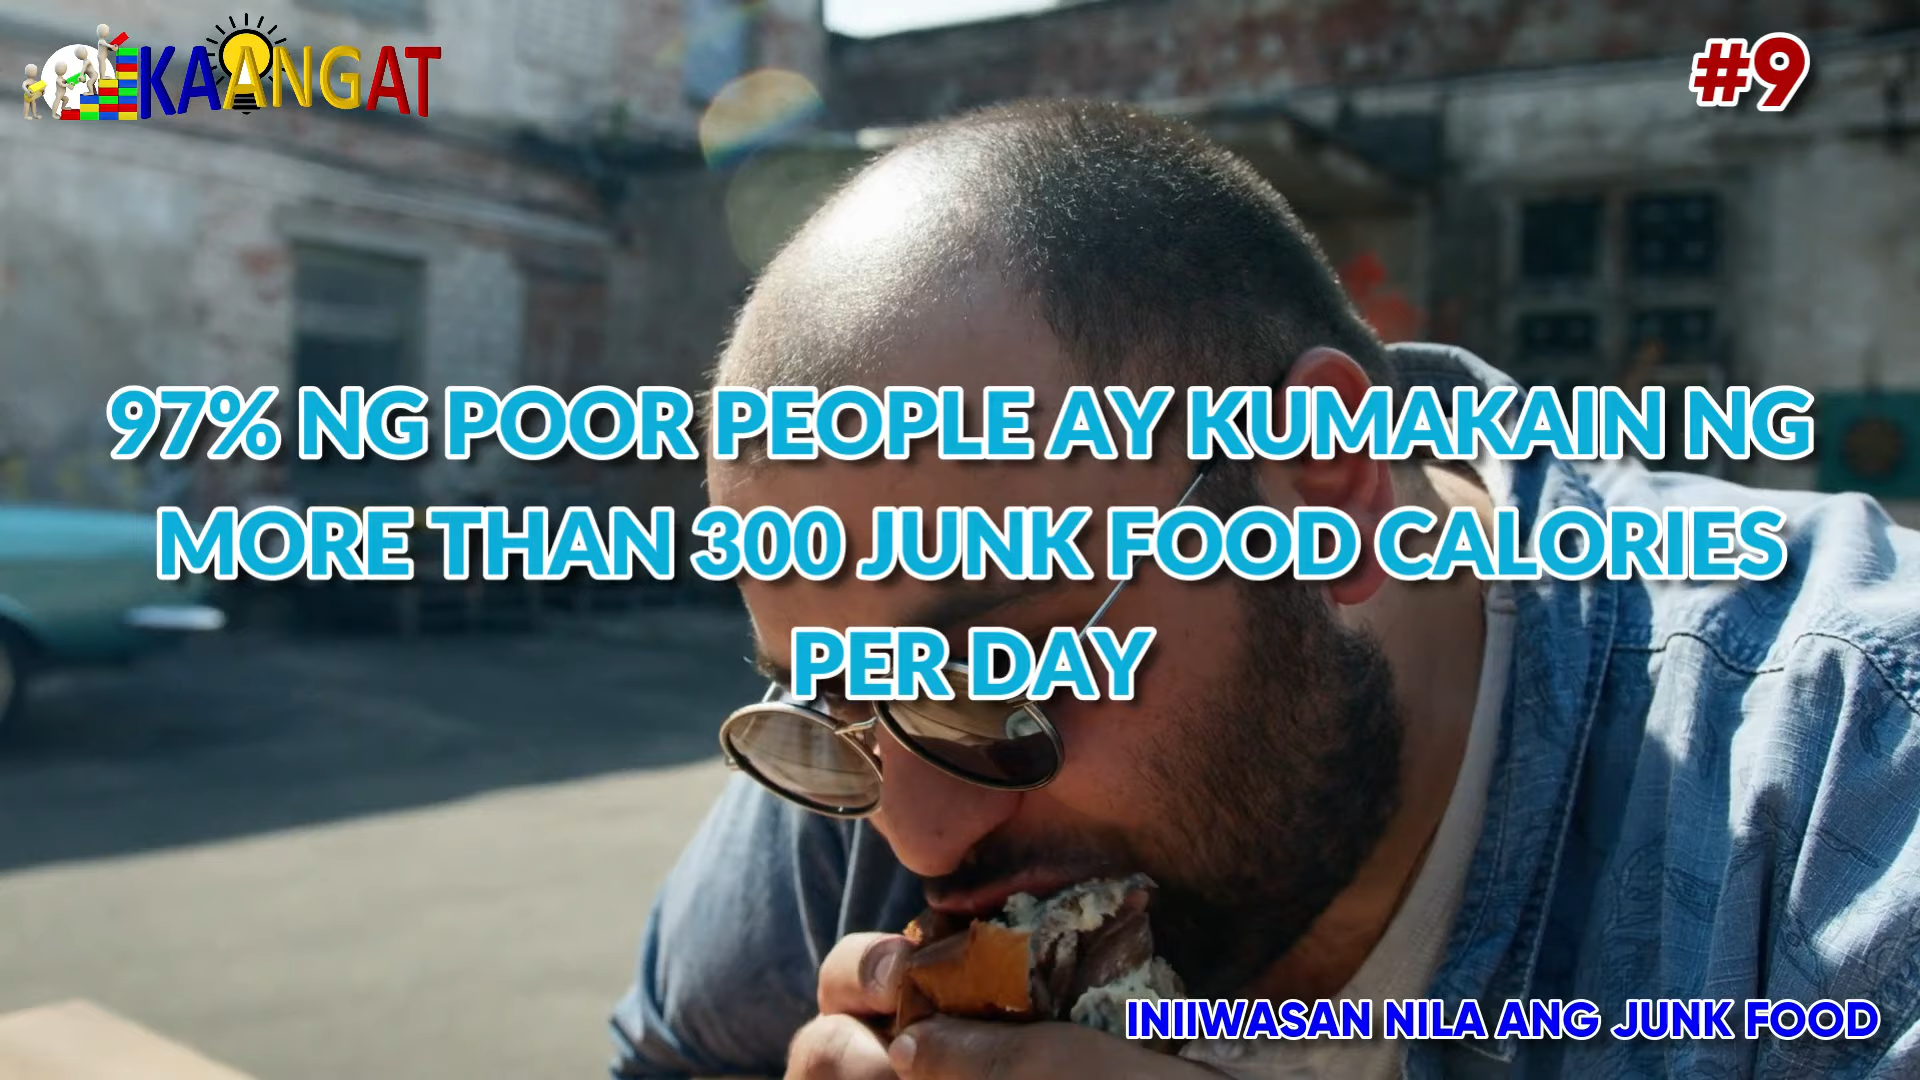 KAANGAT
#9
97% NG POOR PEOPLE AY KUMAKAIN NG
MORE THAN 300 JUNK FOOD CALORIES
PER DAY
INIIWASAN NILA ANG JUNK FOOD